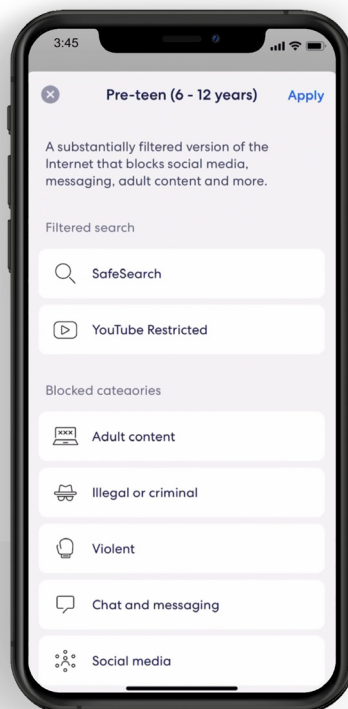 3:45
Pre-teen (6 - 12 years)
Apply
A substantially filtered version of the
Internet that blocks social media,
messaging, adult content and more.
Filtered search
SafeSearch
YouTube Restricted
Blocked categories
XXX
Adult content
Illegal or criminal
Violent
Chat and messaging
Social media